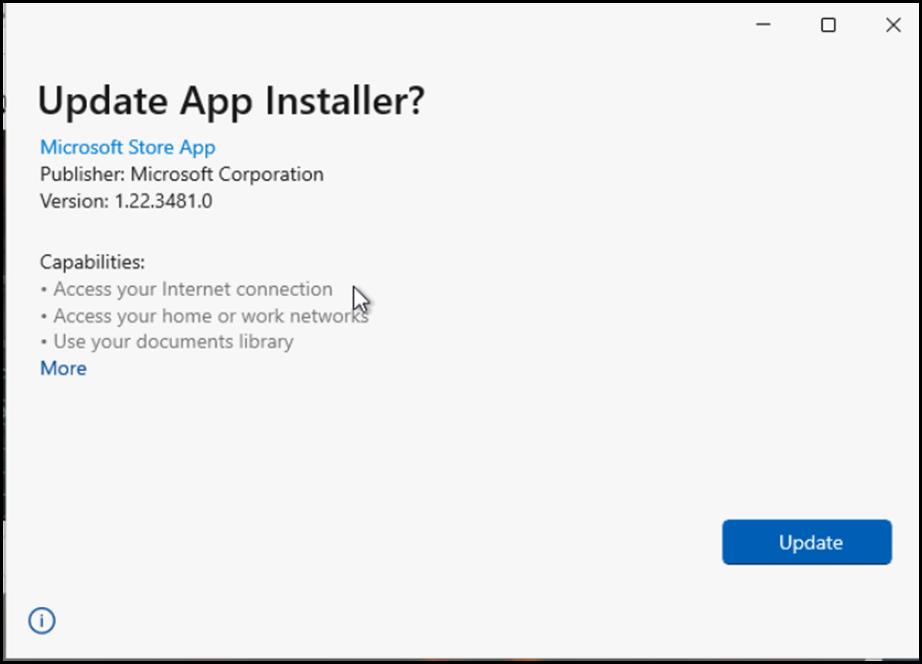 Update App Installer?
Microsoft Store App
Publisher: Microsoft Corporation
Version: 1.22.3481.0
Capabilities:
• Access your Internet connection
• Access your home or work networks
• Use your documents library
More
Update